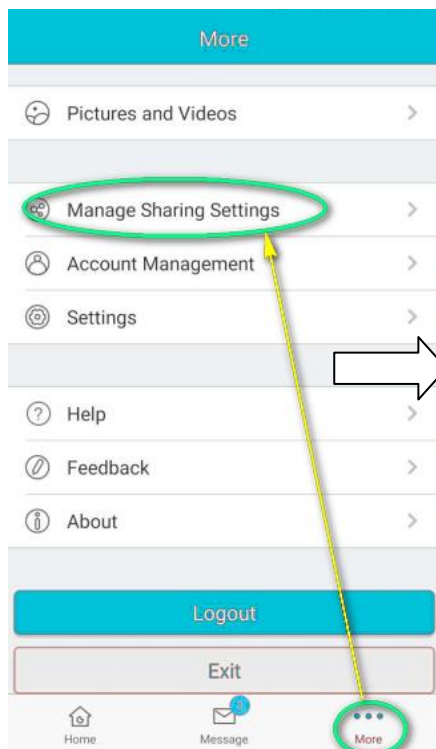 More
Pictures and Videos
Manage Sharing Settings
Account Management
Settings
Help
Feedback
About
Logout
Exit
Home
Message
More